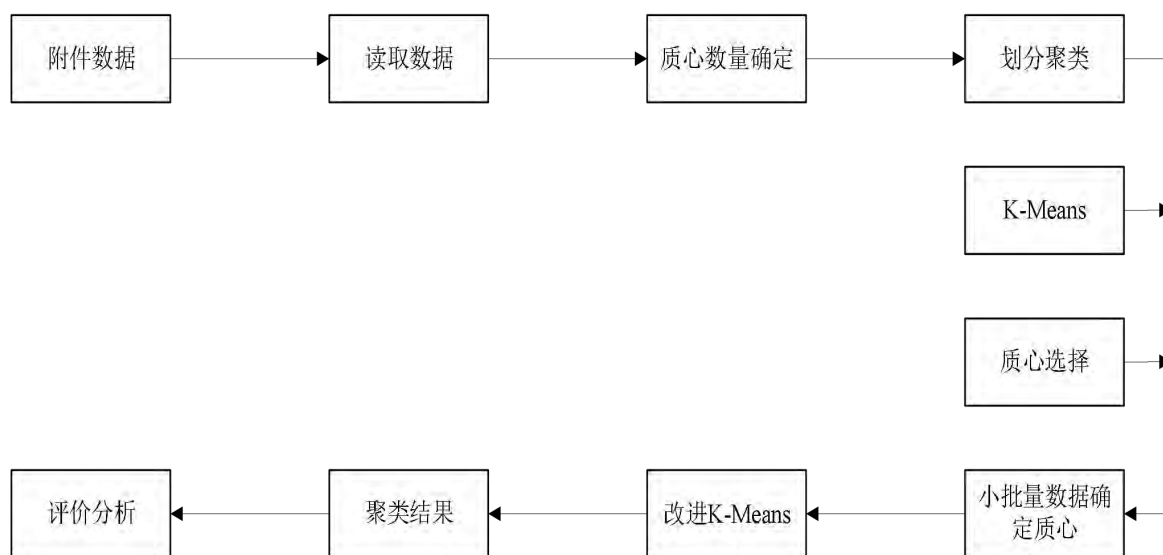 附件数据
读取数据
质心数量确定
划分聚类
K-Means
质心选择
小批量数据确
定质心
改进K-Means
聚类结果
评价分析